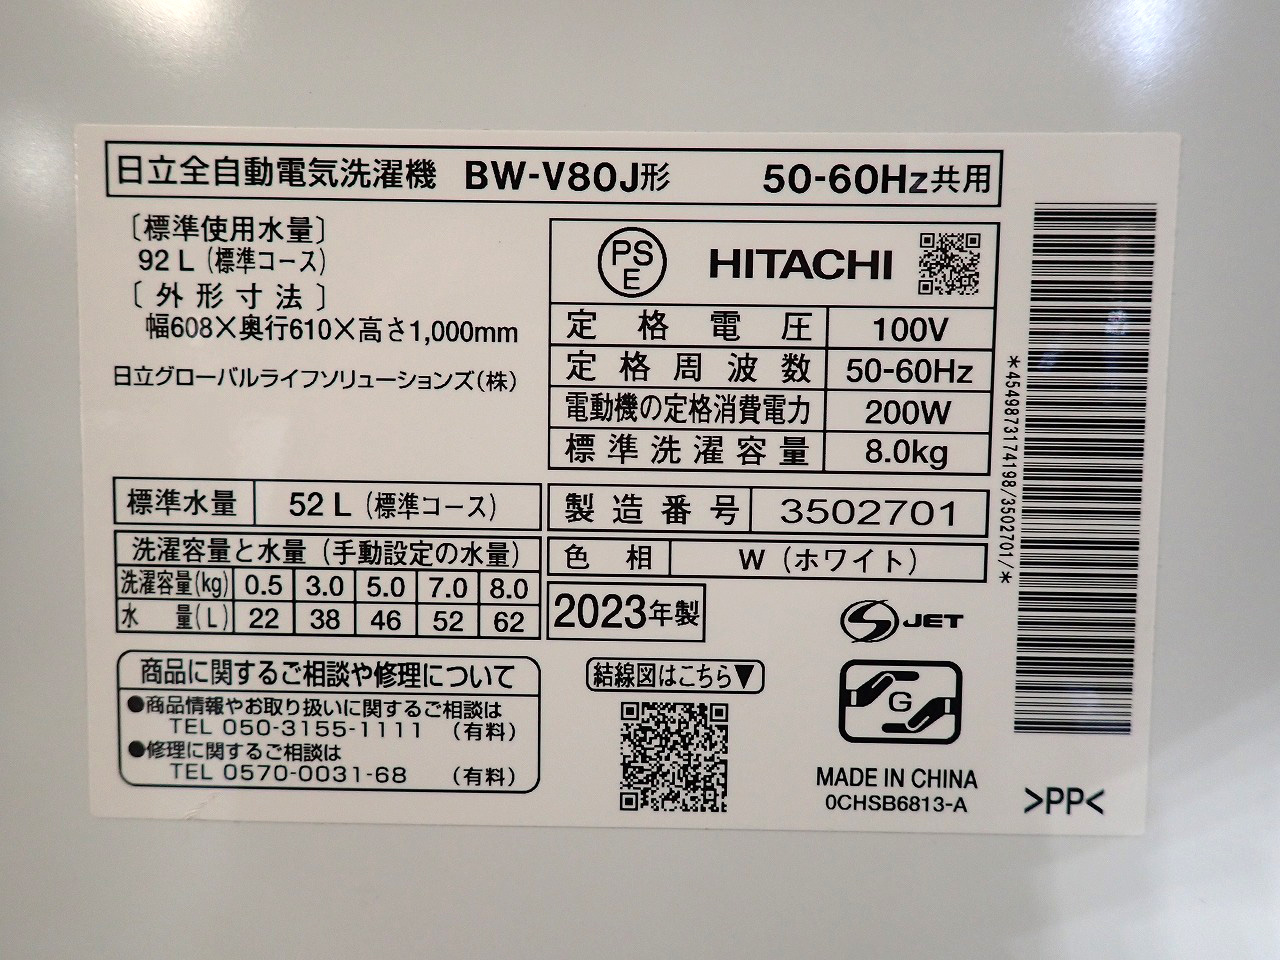 日立全自動電気洗濯機 BW-V80J形 50-60Hz共用
〔標準使用水量〕
92 L（標準コース）
〔外形寸法〕
幅608×奥行610×高さ1,000mm
日立グローバルライフソリューションズ（株）
PS
E
HITACHI
定格電圧 100V
定格周波数 50-60Hz
電動機の定格消費電力 200W
標準洗濯容量 8.0kg
標準水量 52 L（標準コース）
製造番号 3502701
洗濯容量と水量（手動設定の水量）
洗濯容量(kg) 0.5 3.0 5.0 7.0 8.0
水量(L) 22 38 46 52 62
色相 W（ホワイト）
2023年製
S JET
商品に関するご相談や修理について
●商品情報やお取り扱いに関するご相談は
TEL 050-3155-1111 （有料）
●修理に関するご相談は
TEL 0570-0031-68 （有料）
結線図はこちら▼
G
MADE IN CHINA
0CHSB6813-A
>PP<
*4549873174198/3502701/*